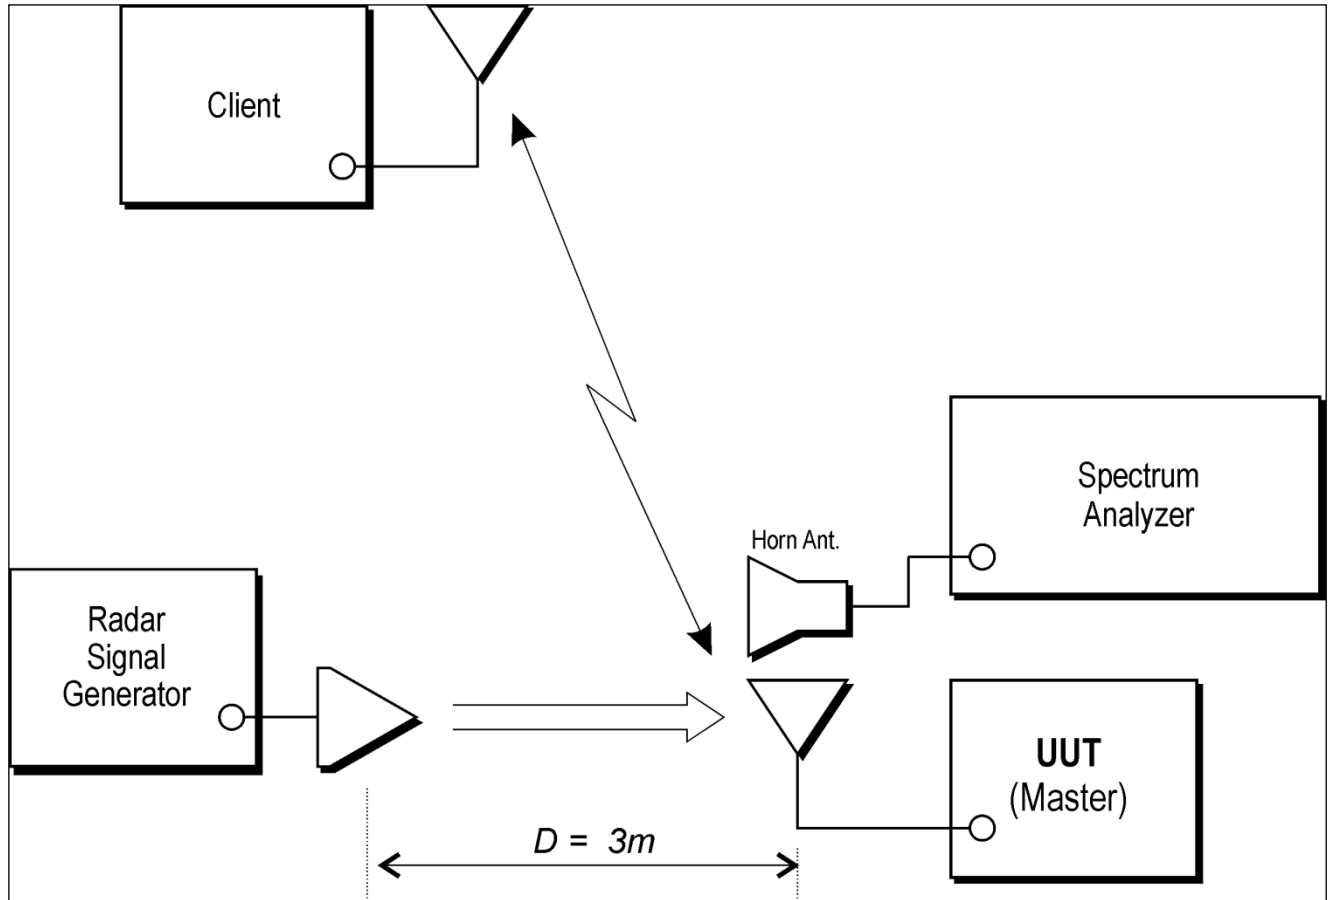 Client
Spectrum
Analyzer
Horn Ant.
Radar
Signal
Generator
UUT
(Master)
D = 3m